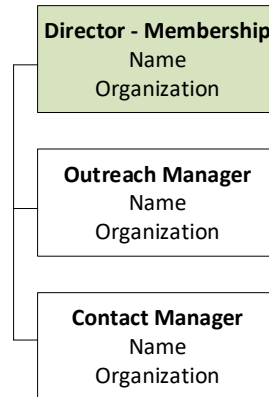 Director - Membership
Name
Organization
Outreach Manager
Name
Organization
Contact Manager
Name
Organization